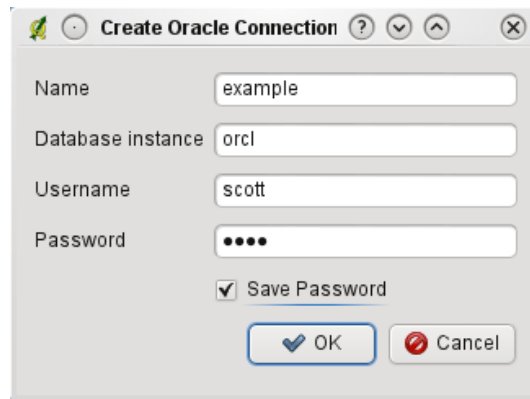 Create Oracle Connection
Name example
Database instance orcl
Username scott
Password ●●●●
Save Password
OK Cancel